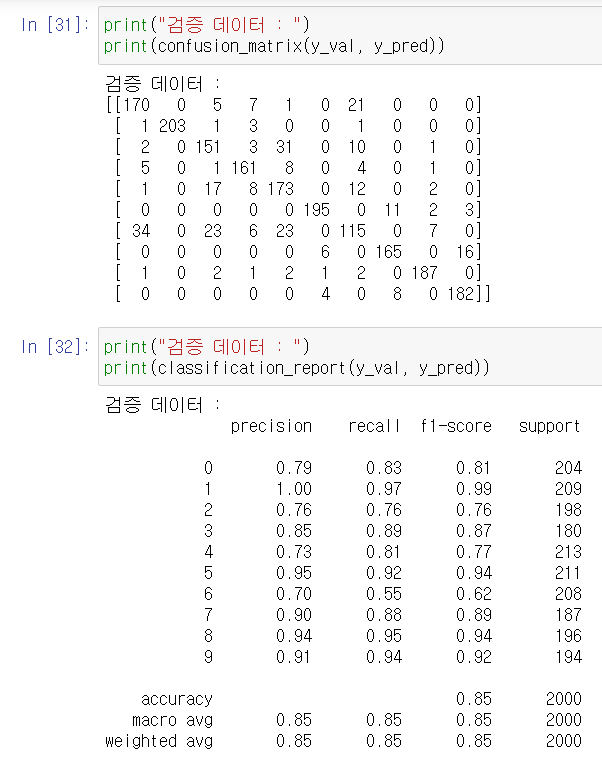 In [31]: print("검증 데이터 : ")
print(confusion_matrix(y_val, y_pred))
검증 데이터 :
[[170   0   5   7   1   0  21   0   0   0]
 [  1 203   1   3   0   0   1   0   0   0]
 [  2   0 151   3  31   0  10   0   1   0]
 [  5   0   1 161   8   0   4   0   1   0]
 [  1   0  17   8 173   0  12   0   2   0]
 [  0   0   0   0   0 195   0  11   2   3]
 [ 34   0  23   6  23   0 115   0   7   0]
 [  0   0   0   0   0   6   0 165   0  16]
 [  1   0   2   1   2   1   2   0 187   0]
 [  0   0   0   0   0   4   0   8   0 182]]
In [32]: print("검증 데이터 : ")
print(classification_report(y_val, y_pred))
검증 데이터 :
precision    recall  f1-score   support
0       0.79      0.83      0.81       204
1       1.00      0.97      0.99       209
2       0.76      0.76      0.76       198
3       0.85      0.89      0.87       180
4       0.73      0.81      0.77       213
5       0.95      0.92      0.94       211
6       0.70      0.55      0.62       208
7       0.90      0.88      0.89       187
8       0.94      0.95      0.94       196
9       0.91      0.94      0.92       194
accuracy                           0.85      2000
macro avg       0.85      0.85      0.85      2000
weighted avg       0.85      0.85      0.85      2000